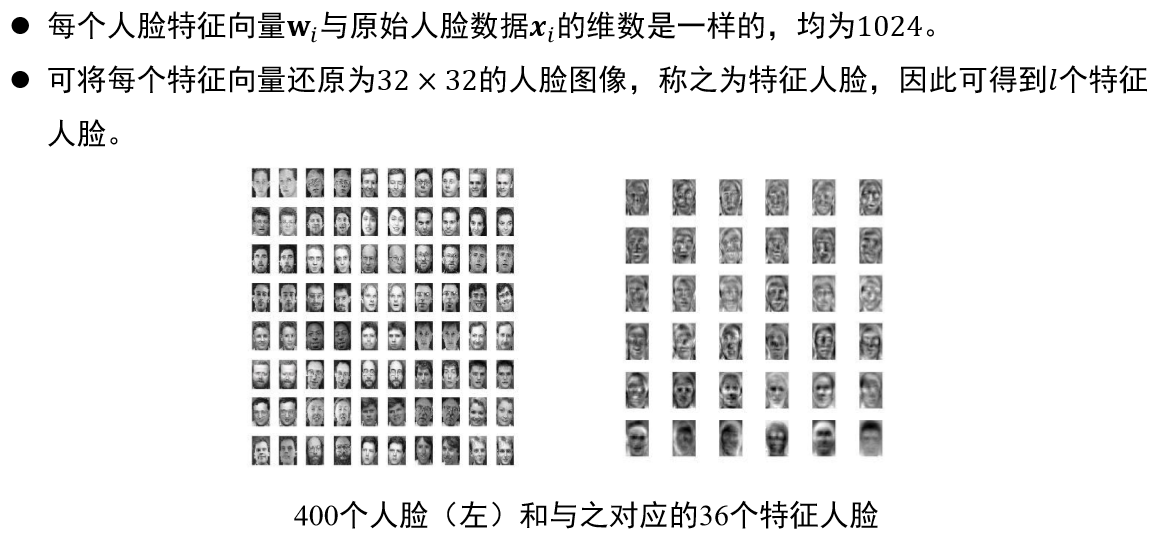 ● 每个人脸特征向量𝐰ᵢ与原始人脸数据𝒙ᵢ的维数是一样的，均为1024。
● 可将每个特征向量还原为32 × 32的人脸图像，称之为特征人脸，因此可得到𝑙个特征
人脸。
400个人脸（左）和与之对应的36个特征人脸